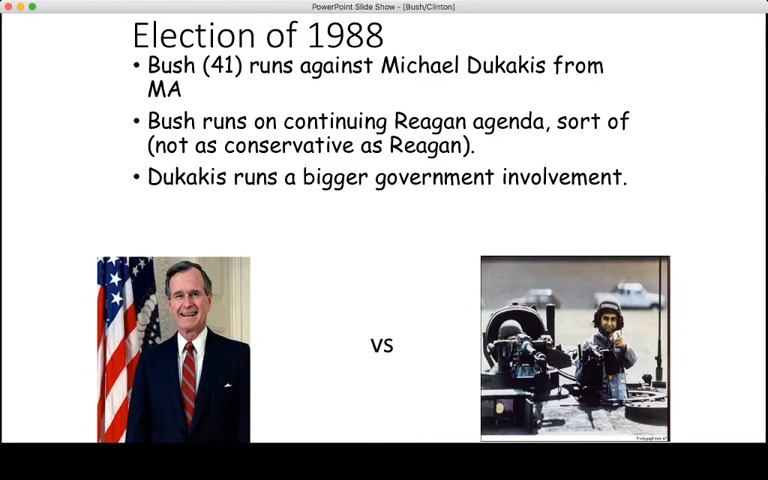 PowerPoint Slide Show - [Bush/Clinton]
Election of 1988
• Bush (41) runs against Michael Dukakis from
MA
• Bush runs on continuing Reagan agenda, sort of
(not as conservative as Reagan).
• Dukakis runs a bigger government involvement.
vs